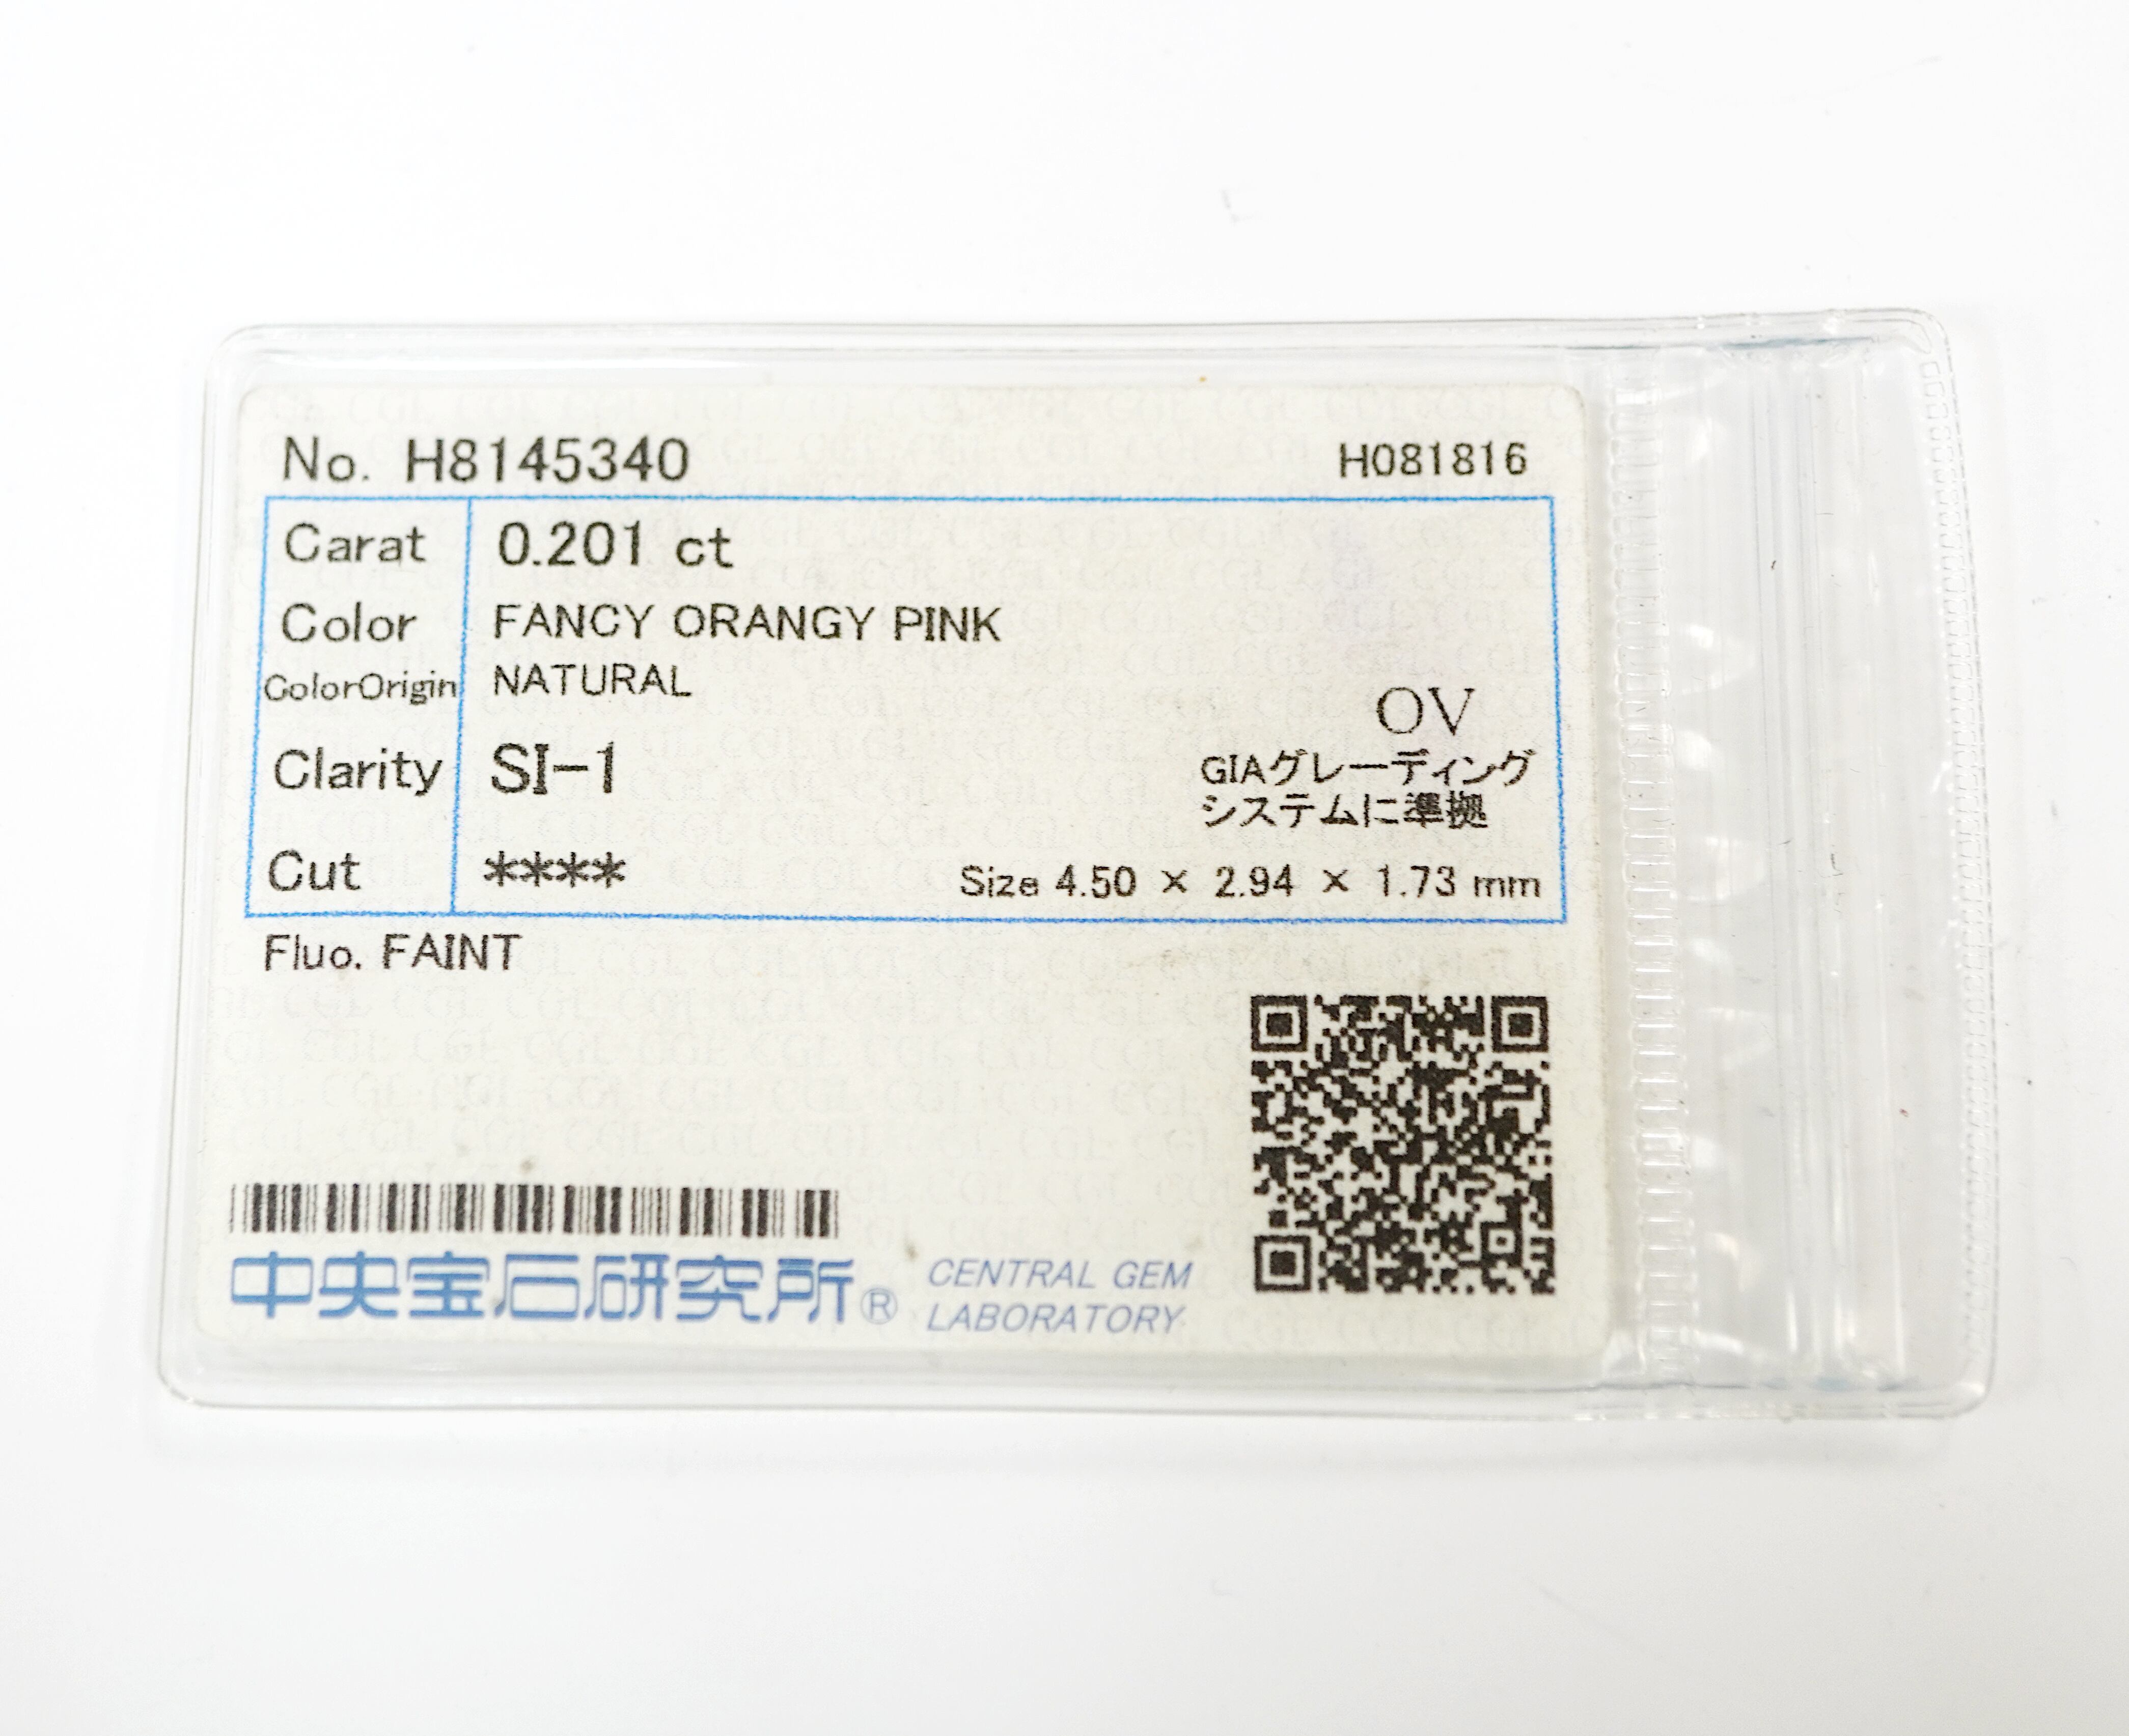 No. H8145340 H081816
Carat 0.201 ct
Color FANCY ORANGY PINK
ColorOrigin NATURAL
OV
Clarity SI-1
GIAグレーディング
システムに準拠
Cut ****
Size 4.50 × 2.94 × 1.73 mm
Fluo. FAINT
中央宝石研究所® CENTRAL GEM
LABORATORY